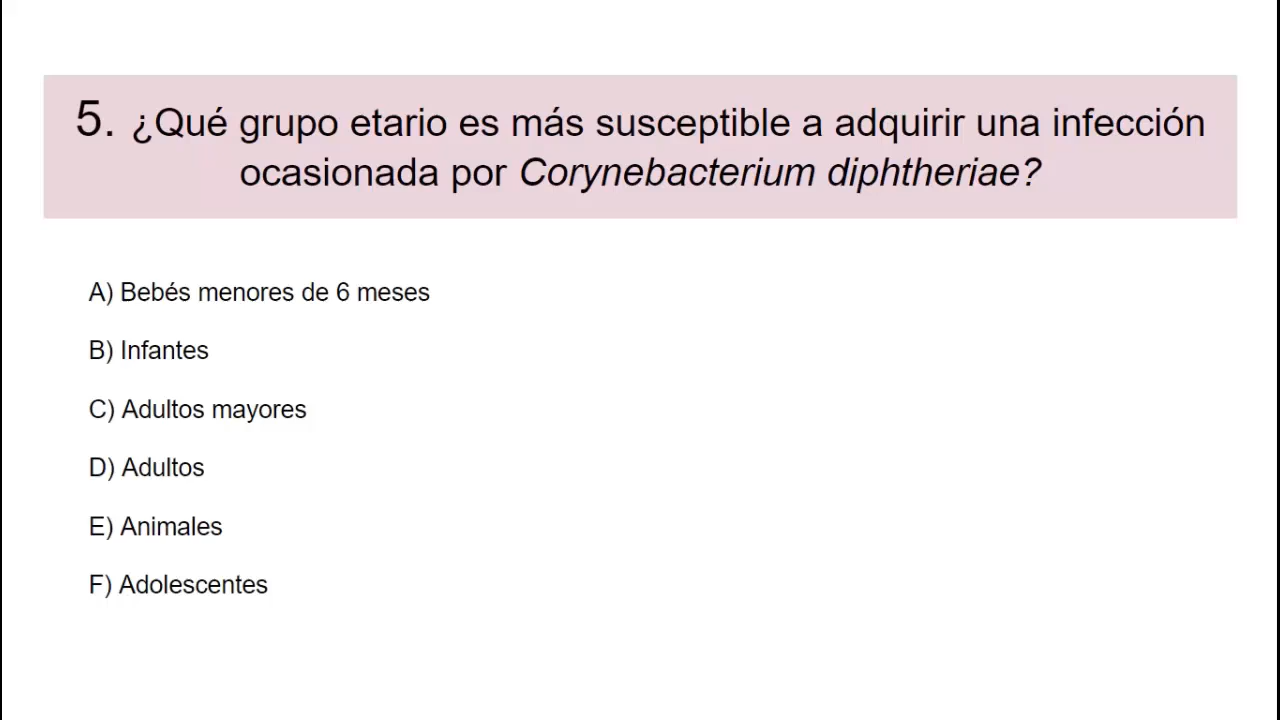 5. ¿Qué grupo etario es más susceptible a adquirir una infección
ocasionada por Corynebacterium diphtheriae?
A) Bebés menores de 6 meses
B) Infantes
C) Adultos mayores
D) Adultos
E) Animales
F) Adolescentes